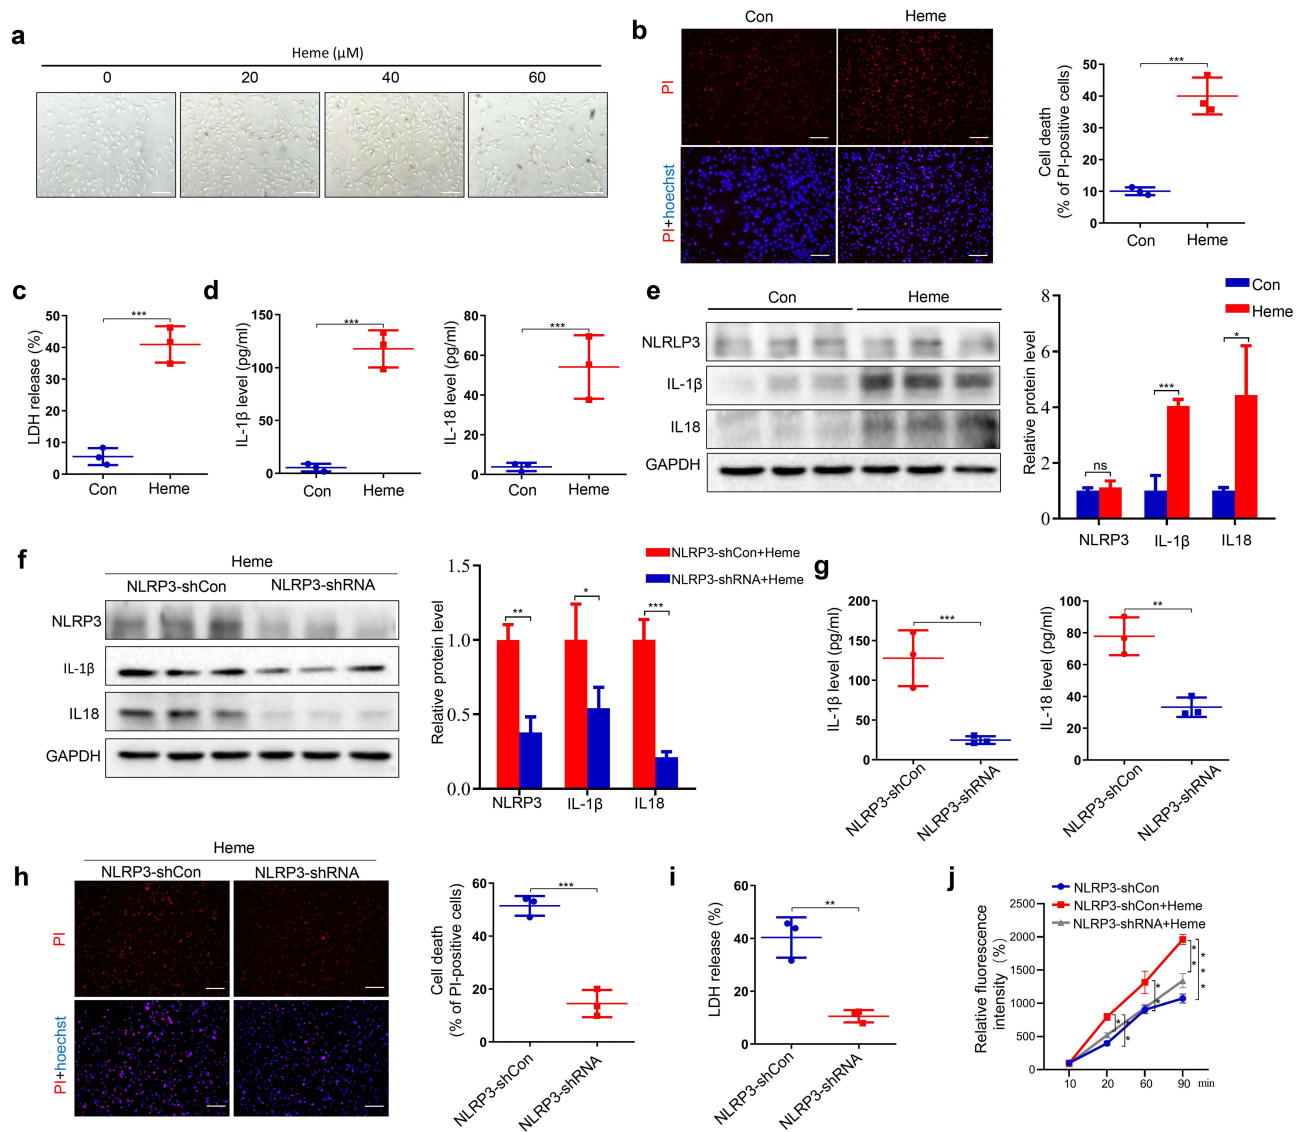 a
Heme (μM)
0 20 40 60
b
Con Heme
PI
PI+hoechst
Cell death
(% of PI-positive cells)
50
40
30
20
10
0
***
Con Heme
c
LDH release (%)
50
40
30
20
10
0
***
Con Heme
d
IL-1β level (pg/ml)
150
100
50
0
***
Con Heme
IL-18 level (pg/ml)
80
60
40
20
0
***
Con Heme
e
Con Heme
NLRLP3
IL-1β
IL18
GAPDH
Con
Heme
Relative protein level
8
6
4
2
0
ns *** *
NLRP3 IL-1β IL18
f
Heme
NLRP3-shCon NLRP3-shRNA
NLRP3
IL-1β
IL18
GAPDH
NLRP3-shCon+Heme
NLRP3-shRNA+Heme
Relative protein level
1.5
1.0
0.5
0.0
** * ***
NLRP3 IL-1β IL18
g
IL-1β level (pg/ml)
200
150
100
50
0
***
NLRP3-shCon NLRP3-shRNA
IL-18 level (pg/ml)
100
80
60
40
20
0
**
NLRP3-shCon NLRP3-shRNA
h
Heme
NLRP3-shCon NLRP3-shRNA
PI
PI+hoechst
Cell death
(% of PI-positive cells)
60
40
20
0
***
NLRP3-shCon NLRP3-shRNA
i
LDH release (%)
60
40
20
0
**
NLRP3-shCon NLRP3-shRNA
j
NLRP3-shCon
NLRP3-shCon+Heme
NLRP3-shRNA+Heme
Relative fluorescence
intensity (%)
2500
2000
1500
1000
500
0
* ** ** ** ***
10 20 60 90 min